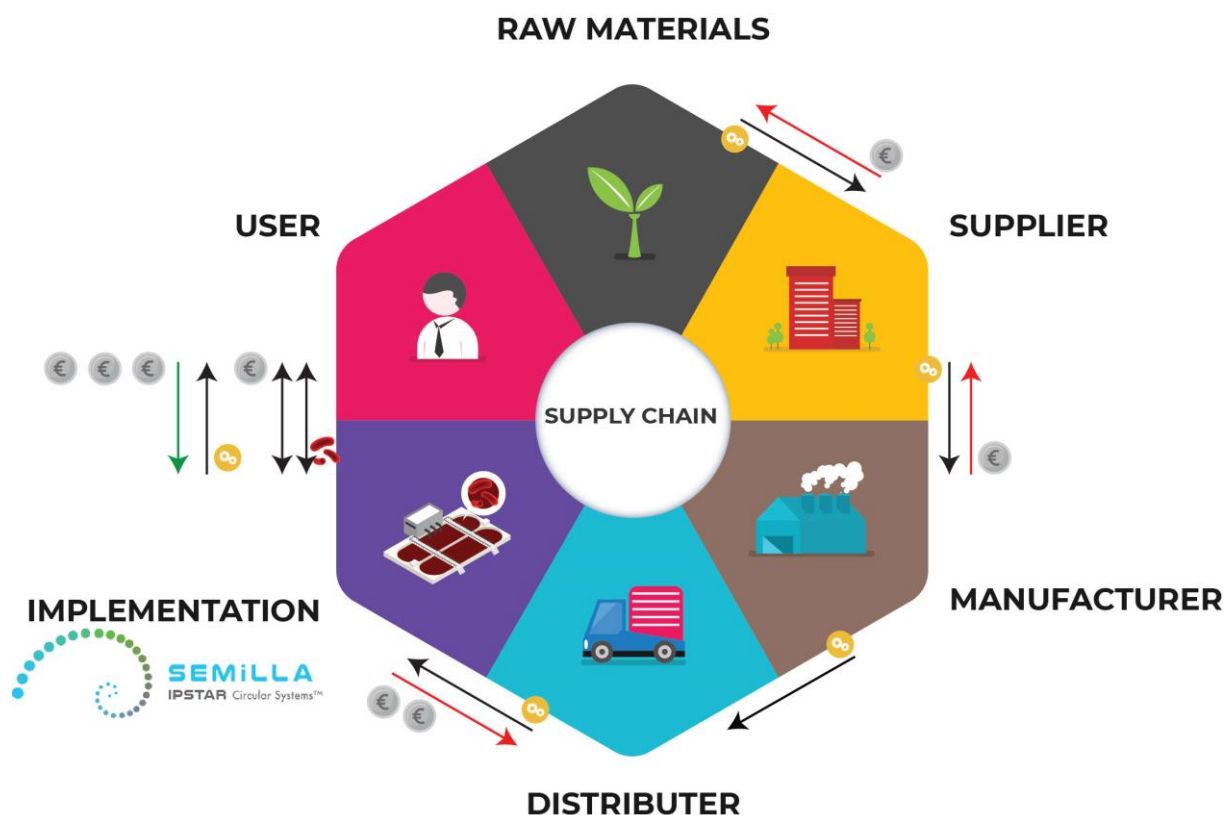 RAW MATERIALS
USER
SUPPLIER
€
€ € € €
SUPPLY CHAIN
€
IMPLEMENTATION
MANUFACTURER
SEMiLLA
IPSTAR Circular Systems™
€ €
DISTRIBUTER